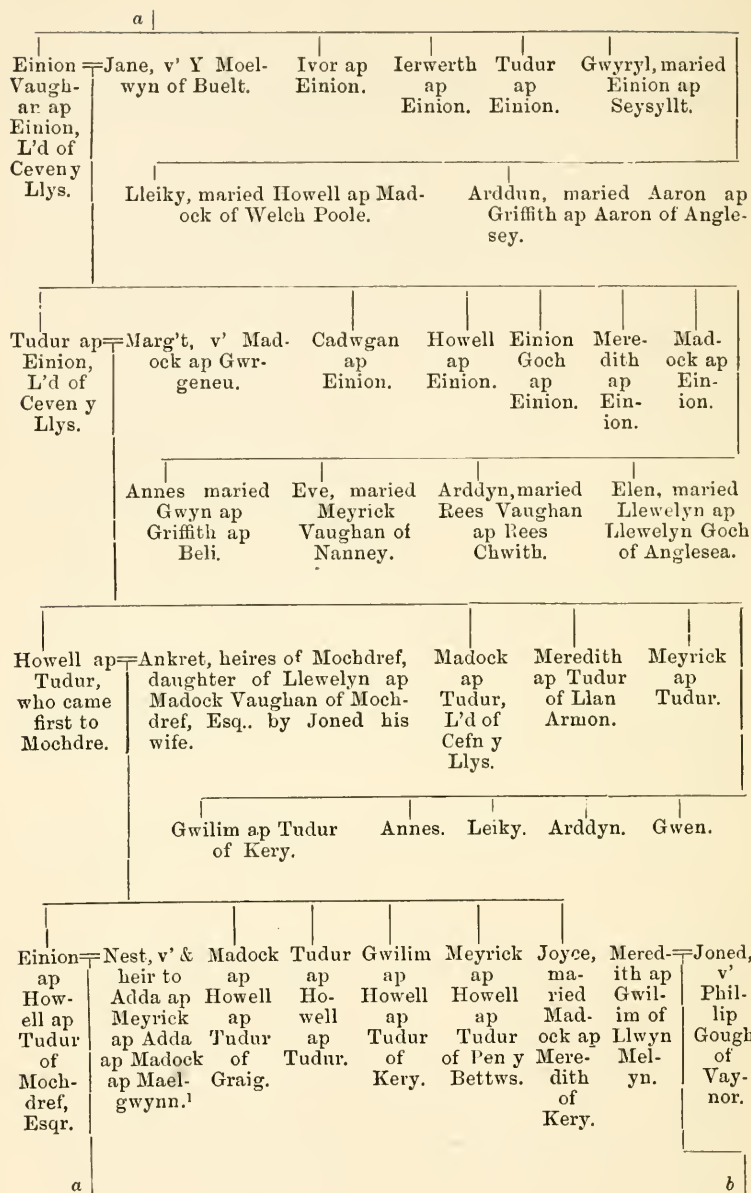 a
Einion
Vaugh-
an ap
Einion,
L'd of
Ceven y
Llys.
Jane, v' Y Moel-
wyn of Buelt.
Ivor ap
Einion.
Ierwerth
ap
Einion.
Tudur
ap
Einion.
Gwyryl, maried
Einion ap
Seysyllt.
Lleiky, maried Howell ap Mad-
ock of Welch Poole.
Arddun, maried Aaron ap
Griffith ap Aaron of Angle-
sey.
Tudur ap
Einion,
L'd of
Ceven y
Llys.
Marg't, v' Mad-
ock ap Gwr-
geneu.
Cadwgan
ap
Einion.
Howell
ap
Einion.
Einion
Goch
ap
Einion.
Mere-
dith
ap
Ein-
ion.
Mad-
ock ap
Ein-
ion.
Annes maried
Gwyn ap
Griffith ap
Beli.
Eve, maried
Meyrick
Vaughan of
Nanney.
Arddyn, maried
Rees Vaughan
ap Rees
Chwith.
Elen, maried
Llewelyn ap
Llewelyn Goch
of Anglesea.
Howell ap
Tudur,
who came
first to
Mochdre.
Ankret, heires of Mochdref,
daughter of Llewelyn ap
Madock Vaughan of Moch-
dref, Esq.. by Joned his
wife.
Madock
ap
Tudur,
L'd of
Cefn y
Llys.
Meredith
ap Tudur
of Llan
Armon.
Meyrick
ap
Tudur.
Gwilim ap Tudur
of Kery.
Annes.
Leiky.
Arddyn.
Gwen.
Einion
ap
How-
ell ap
Tudur
of
Moch-
dref,
Esqr.
Nest, v' &
heir to
Adda ap
Meyrick
ap Adda
ap Madock
ap Mael-
gwynn.¹
Madock
ap
Howell
ap
Tudur
of
Graig.
Tudur
ap
Ho-
well
ap
Tudur.
Gwilim
ap
Howell
ap
Tudur
of
Kery.
Meyrick
ap
Howell
ap
Tudur
of Pen y
Bettws.
Joyce,
ma-
ried
Mad-
ock ap
Mere-
dith
of
Kery.
Mered-
ith ap
Gwil-
im of
Llwyn
Mel-
yn.
Joned,
v'
Phil-
lip
Gough
of
Vay-
nor.
a
b